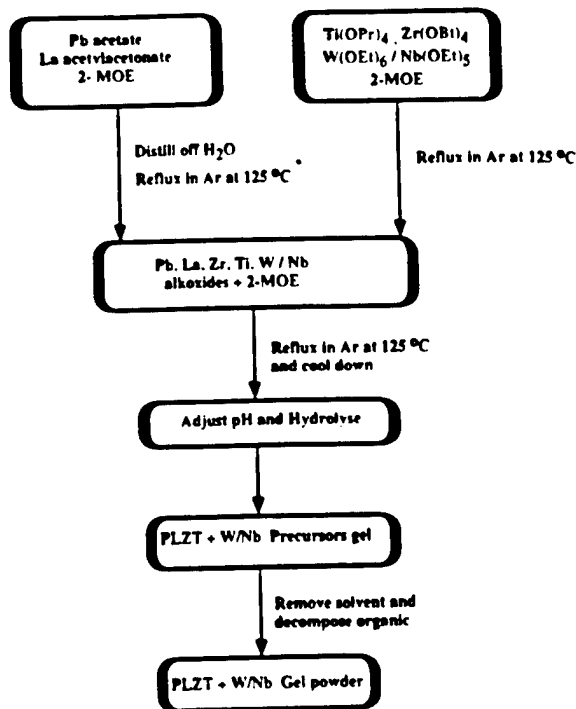 Pb acetate
La acetylacetonate
2- MOE
Ti(OPr)4 , Zr(OBt)4
W(OEt)6 / Nb(OEt)5
2-MOE
Distill off H2O
Reflux in Ar at 125 °C
Reflux in Ar at 125 °C
Pb, La, Zr, Ti, W / Nb
alkoxides + 2-MOE
Reflux in Ar at 125 °C
and cool down
Adjust pH and Hydrolyse
PLZT + W/Nb Precursors gel
Remove solvent and
decompose organic
PLZT + W/Nb Gel powder